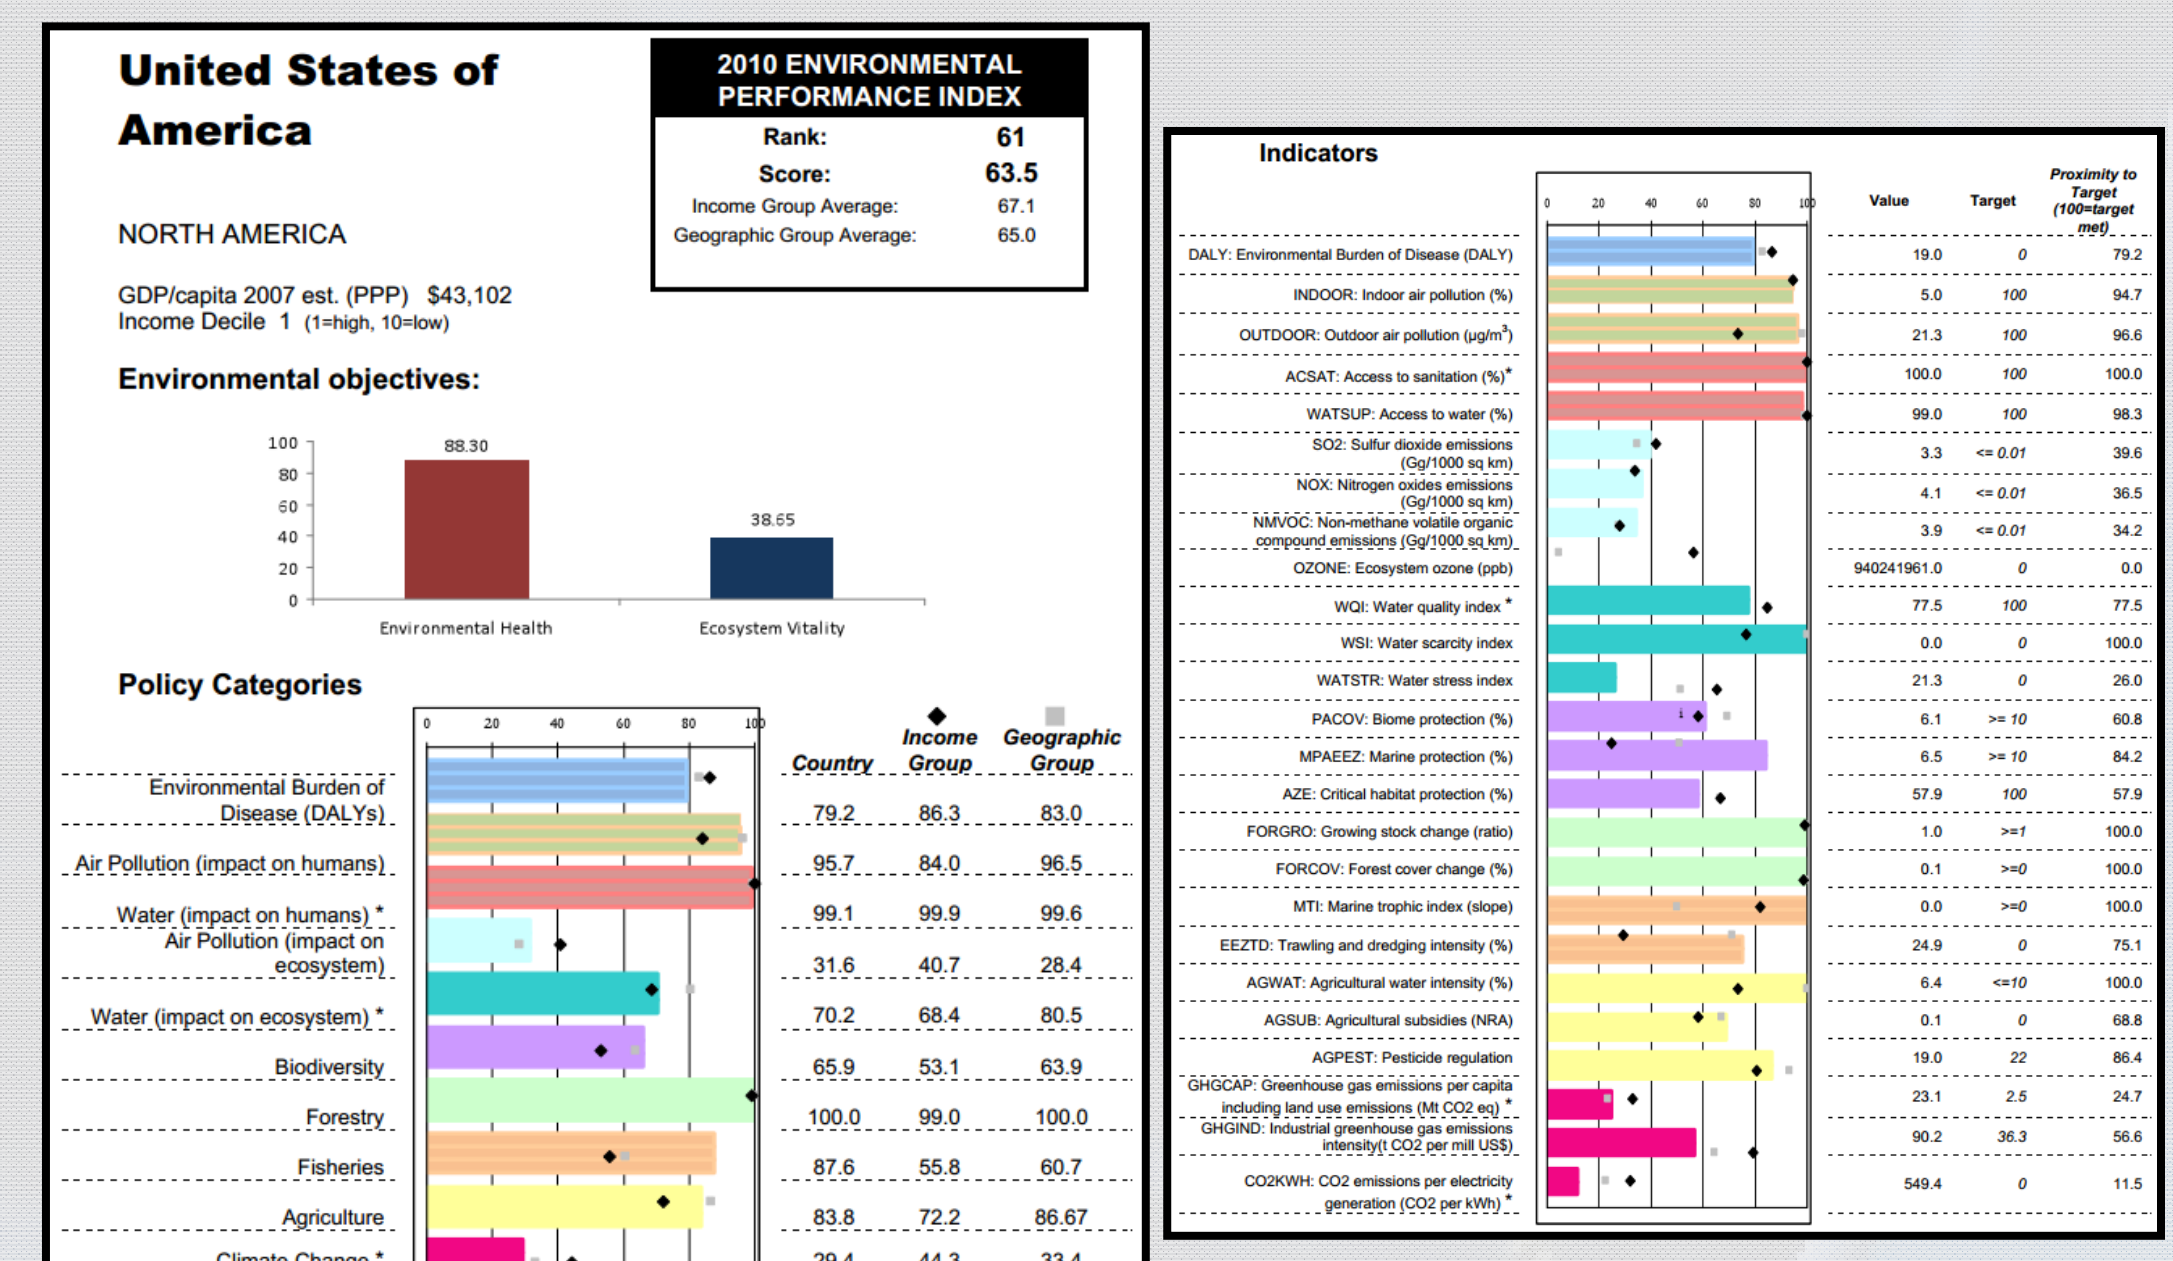 United States of
America
2010 ENVIRONMENTAL
PERFORMANCE INDEX
Rank: 61
Score: 63.5
Income Group Average: 67.1
Geographic Group Average: 65.0
NORTH AMERICA
GDP/capita 2007 est. (PPP) $43,102
Income Decile 1 (1=high, 10=low)
Environmental objectives:
100
80
60
40
20
0
88.30
38.65
Environmental Health Ecosystem Vitality
Policy Categories
0 20 40 60 80 100
Country
Income
Group
Geographic
Group
Environmental Burden of
Disease (DALYs) 79.2 86.3 83.0
Air Pollution (impact on humans) 95.7 84.0 96.5
Water (impact on humans) * 99.1 99.9 99.6
Air Pollution (impact on
ecosystem) 31.6 40.7 28.4
Water (impact on ecosystem) * 70.2 68.4 80.5
Biodiversity 65.9 53.1 63.9
Forestry 100.0 99.0 100.0
Fisheries 87.6 55.8 60.7
Agriculture 83.8 72.2 86.67
Climate Change * 29.4 44.3 33.4
Indicators
0 20 40 60 80 100
Value Target
Proximity to
Target
(100=target
met)
DALY: Environmental Burden of Disease (DALY) 19.0 0 79.2
INDOOR: Indoor air pollution (%) 5.0 100 94.7
OUTDOOR: Outdoor air pollution (µg/m³) 21.3 100 96.6
ACSAT: Access to sanitation (%)* 100.0 100 100.0
WATSUP: Access to water (%) 99.0 100 98.3
SO2: Sulfur dioxide emissions
(Gg/1000 sq km) 3.3 <= 0.01 39.6
NOX: Nitrogen oxides emissions
(Gg/1000 sq km) 4.1 <= 0.01 36.5
NMVOC: Non-methane volatile organic
compound emissions (Gg/1000 sq km) 3.9 <= 0.01 34.2
OZONE: Ecosystem ozone (ppb) 940241961.0 0 0.0
WQI: Water quality index * 77.5 100 77.5
WSI: Water scarcity index 0.0 0 100.0
WATSTR: Water stress index 21.3 0 26.0
PACOV: Biome protection (%) 6.1 >= 10 60.8
MPAEEZ: Marine protection (%) 6.5 >= 10 84.2
AZE: Critical habitat protection (%) 57.9 100 57.9
FORGRO: Growing stock change (ratio) 1.0 >=1 100.0
FORCOV: Forest cover change (%) 0.1 >=0 100.0
MTI: Marine trophic index (slope) 0.0 >=0 100.0
EEZTD: Trawling and dredging intensity (%) 24.9 0 75.1
AGWAT: Agricultural water intensity (%) 6.4 <=10 100.0
AGSUB: Agricultural subsidies (NRA) 0.1 0 68.8
AGPEST: Pesticide regulation 19.0 22 86.4
GHGCAP: Greenhouse gas emissions per capita
including land use emissions (Mt CO2 eq) * 23.1 2.5 24.7
GHGIND: Industrial greenhouse gas emissions
intensity(t CO2 per mill US$) 90.2 36.3 56.6
CO2KWH: CO2 emissions per electricity
generation (CO2 per kWh) * 549.4 0 11.5